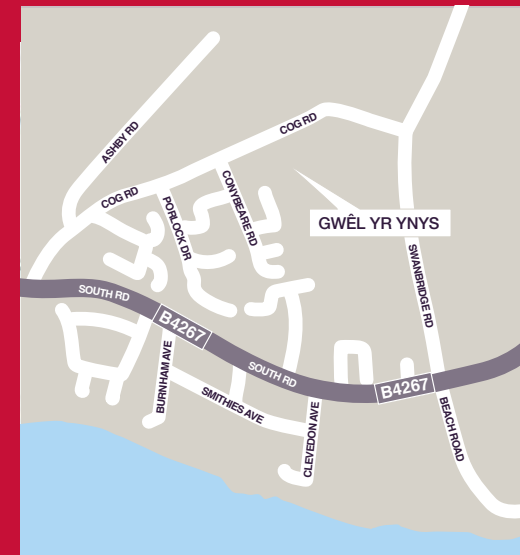 ASHBY RD
COG RD
COG RD
PORLOCK DR
CONYBEARE RD
GWÊL YR YNYS
SWANBRIDGE RD
SOUTH RD
B4267
SOUTH RD
B4267
BURNHAM AVE
SMITHIES AVE
CLEVEDON AVE
BEACH ROAD